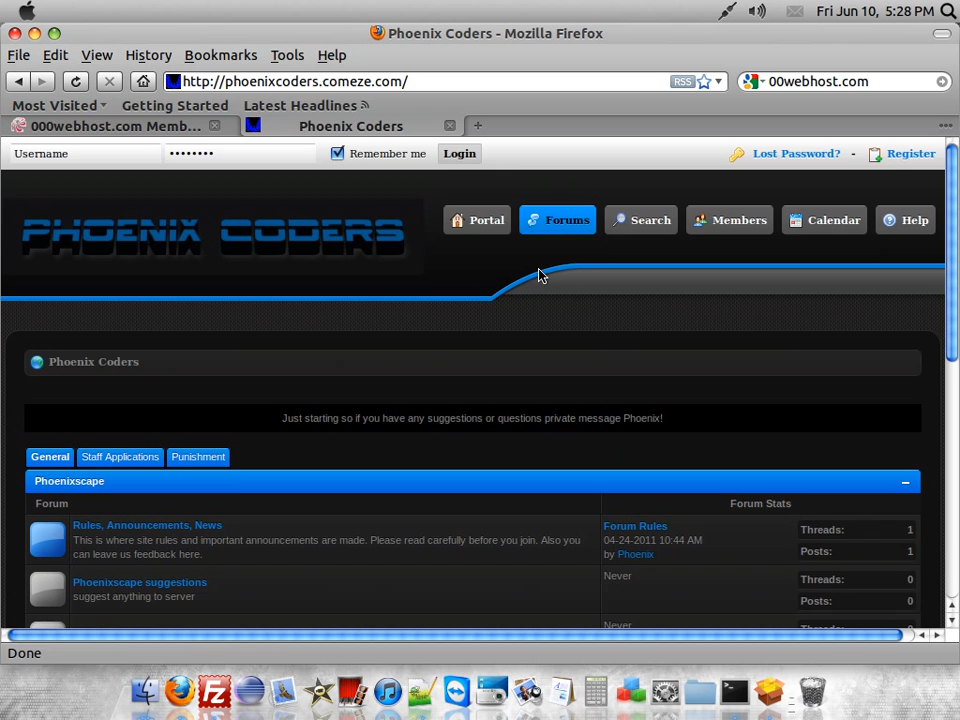 Fri Jun 10, 5:28 PM
Phoenix Coders - Mozilla Firefox
File Edit View History Bookmarks Tools Help
http://phoenixcoders.comeze.com/ RSS 00webhost.com
Most Visited Getting Started Latest Headlines
000webhost.com Memb... Phoenix Coders
Username •••••••• Remember me Login Lost Password? - Register
PHOENIX CODERS
Portal Forums Search Members Calendar Help
Phoenix Coders
Just starting so if you have any suggestions or questions private message Phoenix!
General Staff Applications Punishment
Phoenixscape
Forum Forum Stats
Rules, Announcements, News
This is where site rules and important announcements are made. Please read carefully before you join. Also you
can leave us feedback here.
Forum Rules
04-24-2011 10:44 AM
by Phoenix
Threads: 1
Posts: 1
Phoenixscape suggestions
suggest anything to server
Never
Threads: 0
Posts: 0
Never
Done